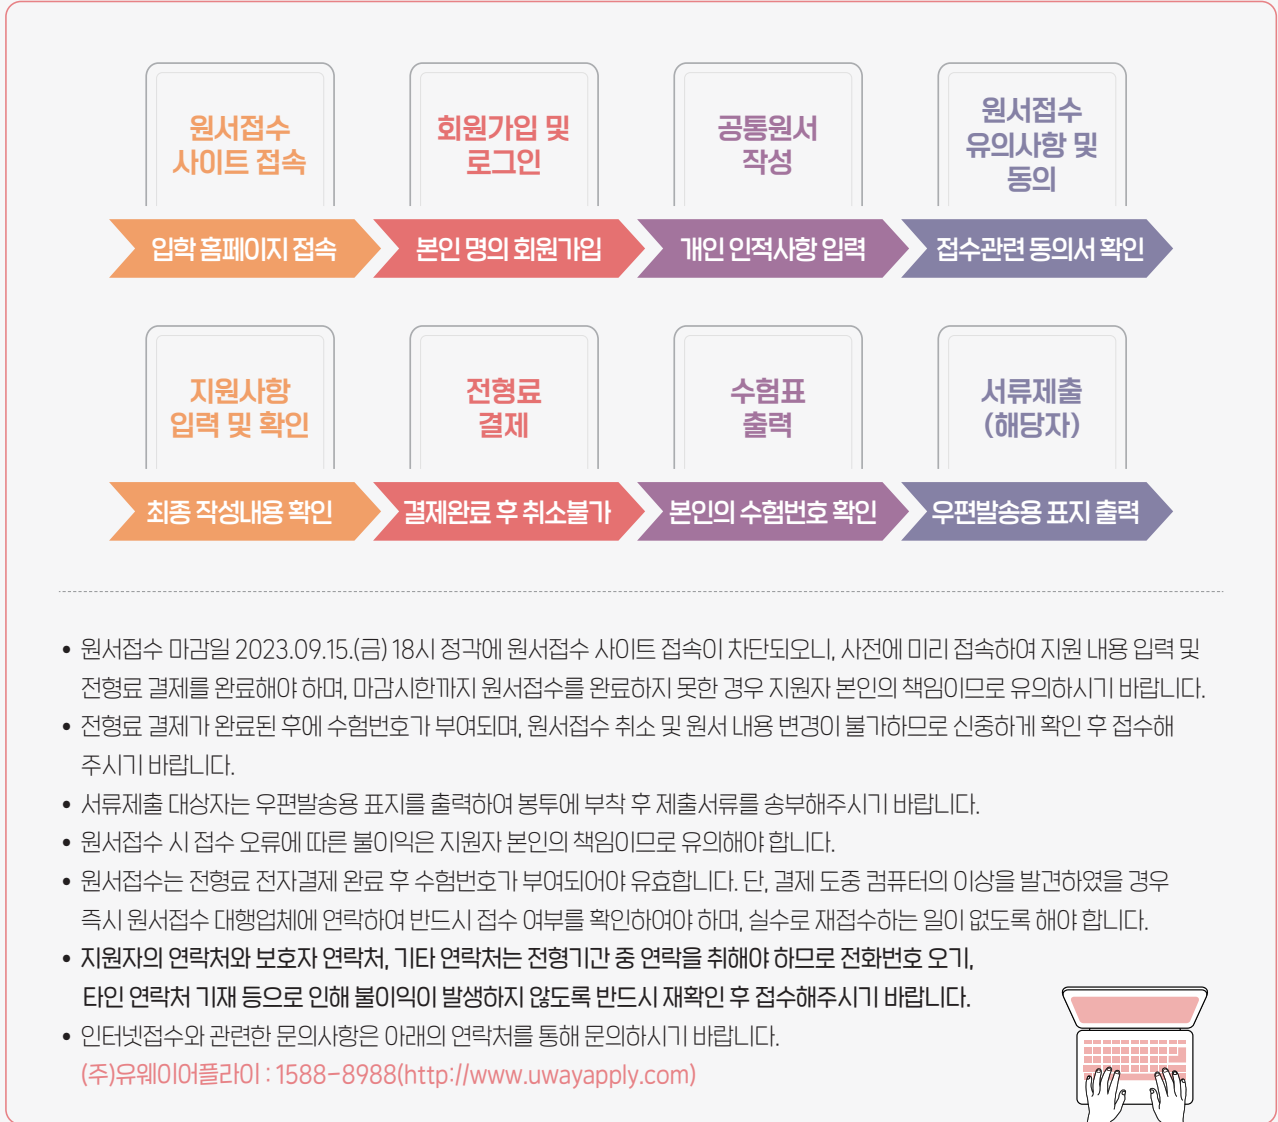 원서접수
사이트 접속
회원가입 및
로그인
공통원서
작성
원서접수
유의사항 및
동의
입학 홈페이지 접속
본인 명의 회원가입
개인 인적사항 입력
접수관련 동의서 확인
지원사항
입력 및 확인
전형료
결제
수험표
출력
서류제출
(해당자)
최종 작성내용 확인
결제완료 후 취소불가
본인의 수험번호 확인
우편발송용 표지 출력
• 원서접수 마감일 2023.09.15.(금) 18시 정각에 원서접수 사이트 접속이 차단되오니, 사전에 미리 접속하여 지원 내용 입력 및
전형료 결제를 완료해야 하며, 마감시한까지 원서접수를 완료하지 못한 경우 지원자 본인의 책임이므로 유의하시기 바랍니다.
• 전형료 결제가 완료된 후에 수험번호가 부여되며, 원서접수 취소 및 원서 내용 변경이 불가하므로 신중하게 확인 후 접수해
주시기 바랍니다.
• 서류제출 대상자는 우편발송용 표지를 출력하여 봉투에 부착 후 제출서류를 송부해주시기 바랍니다.
• 원서접수 시 접수 오류에 따른 불이익은 지원자 본인의 책임이므로 유의해야 합니다.
• 원서접수는 전형료 전자결제 완료 후 수험번호가 부여되어야 유효합니다. 단, 결제 도중 컴퓨터의 이상을 발견하였을 경우
즉시 원서접수 대행업체에 연락하여 반드시 접수 여부를 확인하여야 하며, 실수로 재접수하는 일이 없도록 해야 합니다.
• 지원자의 연락처와 보호자 연락처, 기타 연락처는 전형기간 중 연락을 취해야 하므로 전화번호 오기,
타인 연락처 기재 등으로 인해 불이익이 발생하지 않도록 반드시 재확인 후 접수해주시기 바랍니다.
• 인터넷접수와 관련한 문의사항은 아래의 연락처를 통해 문의하시기 바랍니다.
(주)유웨이어플라이 : 1588-8988(http://www.uwayapply.com)